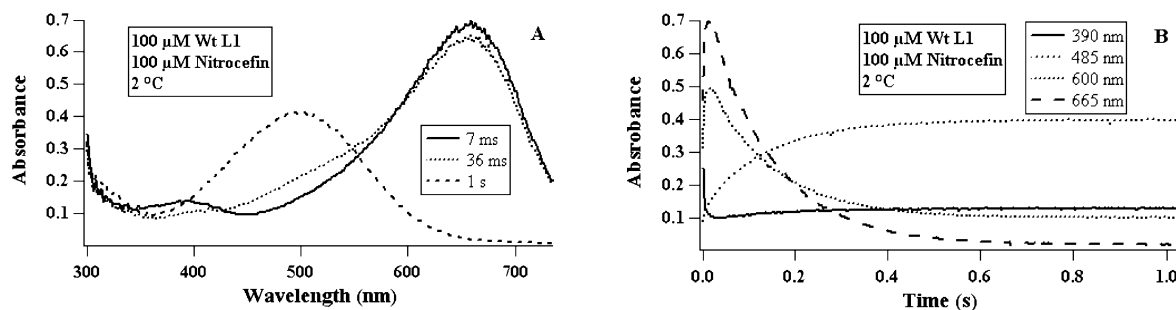 A
100 µM Wt L1
100 µM Nitrocefin
2 °C
Absorbance
0.7
0.6
0.5
0.4
0.3
0.2
0.1
7 ms
36 ms
1 s
300
400
500
600
700
Wavelength (nm)
B
100 µM Wt L1
100 µM Nitrocefin
2 °C
390 nm
485 nm
600 nm
665 nm
Absrobance
0.7
0.6
0.5
0.4
0.3
0.2
0.1
0.0
0.2
0.4
0.6
0.8
1.0
Time (s)